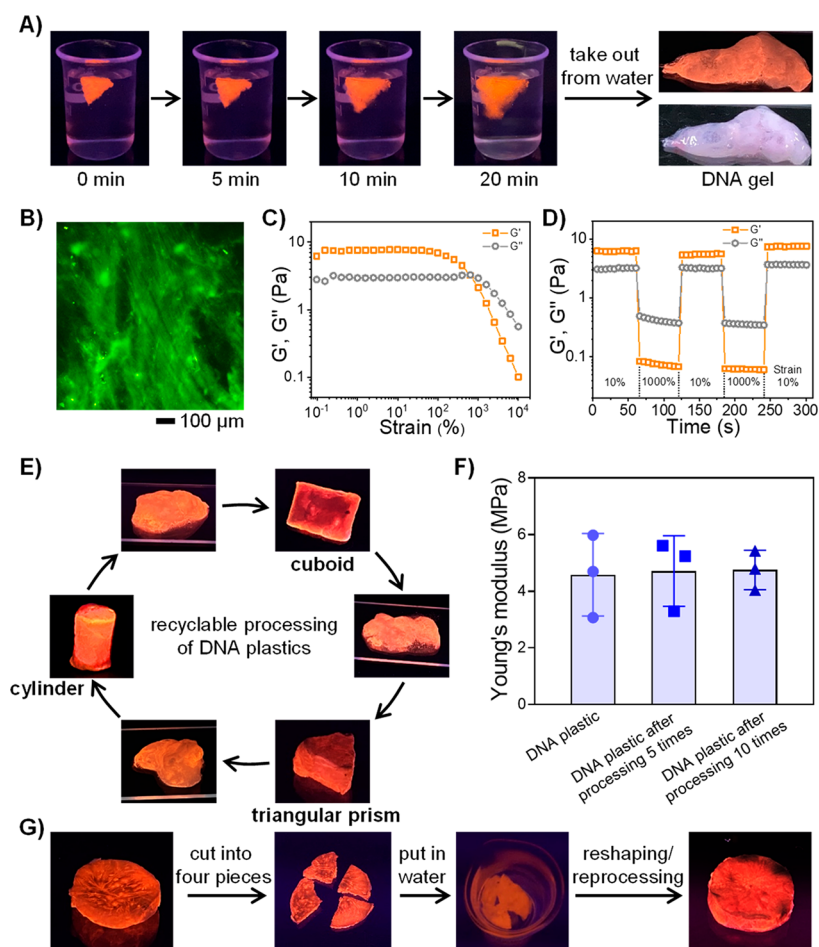 A)
take out
from water
0 min
5 min
10 min
20 min
DNA gel
B)
100 μm
C)
G', G'' (Pa)
10
1
0.1
G'
G''
10⁻¹ 10⁰ 10¹ 10² 10³ 10⁴
Strain (%)
D)
G', G'' (Pa)
10
1
0.1
G'
G''
10% 1000% 10% 1000% Strain
10%
0 50 100 150 200 250 300
Time (s)
E)
cuboid
recyclable processing
of DNA plastics
cylinder
triangular prism
F)
Young's modulus (MPa)
8
6
4
2
0
DNA plastic
DNA plastic after
processing 5 times
DNA plastic after
processing 10 times
G)
cut into
four pieces
put in
water
reshaping/
reprocessing